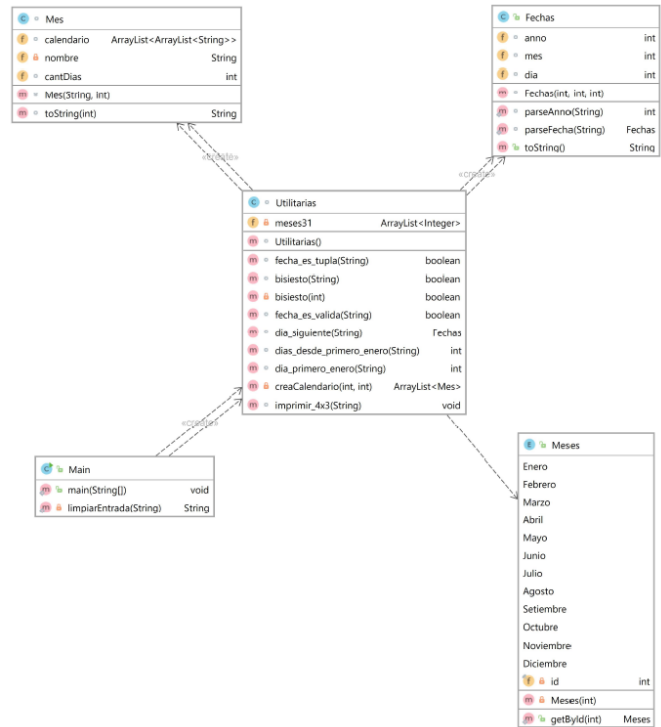 Mes
calendario ArrayList<ArrayList<String>>
nombre String
cantDias int
Mes(String, int)
toString(int) String
Fechas
anno int
mes int
dia int
Fechas(int, int, int)
parseAnno(String) int
parseFecha(String) Fechas
toString() String
«create»
«create»
Utilitarias
meses31 ArrayList<Integer>
Utilitarias()
fecha_es_tupla(String) boolean
bisiesto(String) boolean
bisiesto(int) boolean
fecha_es_valida(String) boolean
dia_siguiente(String) Fechas
dias_desde_primero_enero(String) int
dia_primero_enero(String) int
creaCalendario(int, int) ArrayList<Mes>
imprimir_4x3(String) void
«create»
Main
main(String[]) void
limpiarEntrada(String) String
Meses
Enero
Febrero
Marzo
Abril
Mayo
Junio
Julio
Agosto
Setiembre
Octubre
Noviembre
Diciembre
id int
Meses(int)
getById(int) Meses